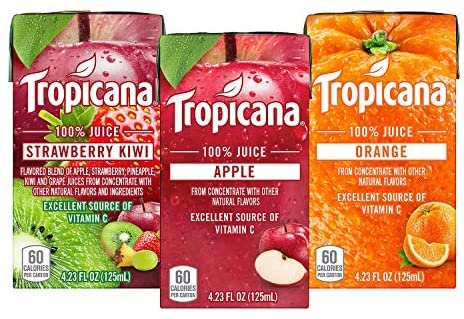 Tropicana
100% JUICE
STRAWBERRY KIWI
FLAVORED BLEND OF APPLE, STRAWBERRY, PINEAPPLE,
KIWI AND GRAPE JUICES FROM CONCENTRATE WITH
OTHER NATURAL FLAVORS AND INGREDIENTS
EXCELLENT SOURCE OF
VITAMIN C
60
CALORIES
PER CARTON
4.23 FL OZ (125mL)
Tropicana
100% JUICE
APPLE
FROM CONCENTRATE WITH OTHER
NATURAL FLAVORS
EXCELLENT SOURCE OF
VITAMIN C
60
CALORIES
PER CARTON
4.23 FL OZ (125mL)
Tropicana
100% JUICE
ORANGE
FROM CONCENTRATE WITH OTHER
NATURAL FLAVORS
EXCELLENT SOURCE OF
VITAMIN C
60
CALORIES
PER CARTON
4.23 FL OZ (125mL)